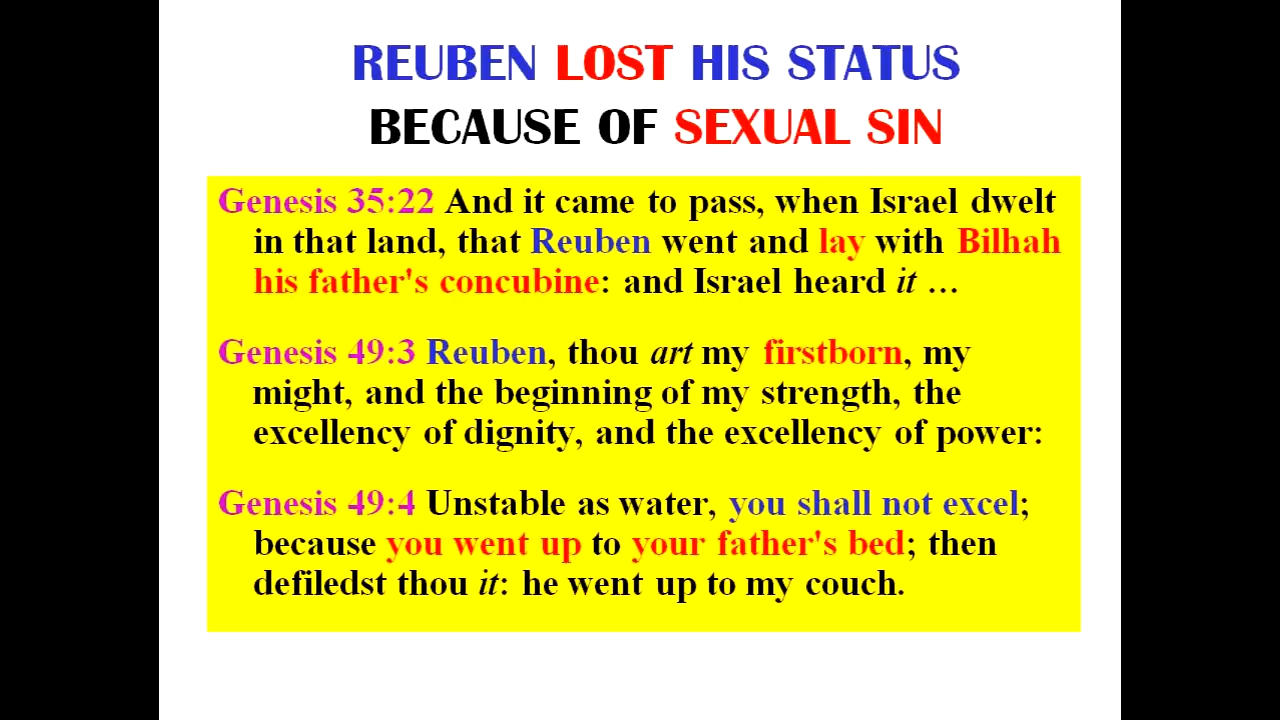 REUBEN LOST HIS STATUS
BECAUSE OF SEXUAL SIN
Genesis 35:22 And it came to pass, when Israel dwelt
in that land, that Reuben went and lay with Bilhah
his father's concubine: and Israel heard it ...
Genesis 49:3 Reuben, thou art my firstborn, my
might, and the beginning of my strength, the
excellency of dignity, and the excellency of power:
Genesis 49:4 Unstable as water, you shall not excel;
because you went up to your father's bed; then
defiledst thou it: he went up to my couch.